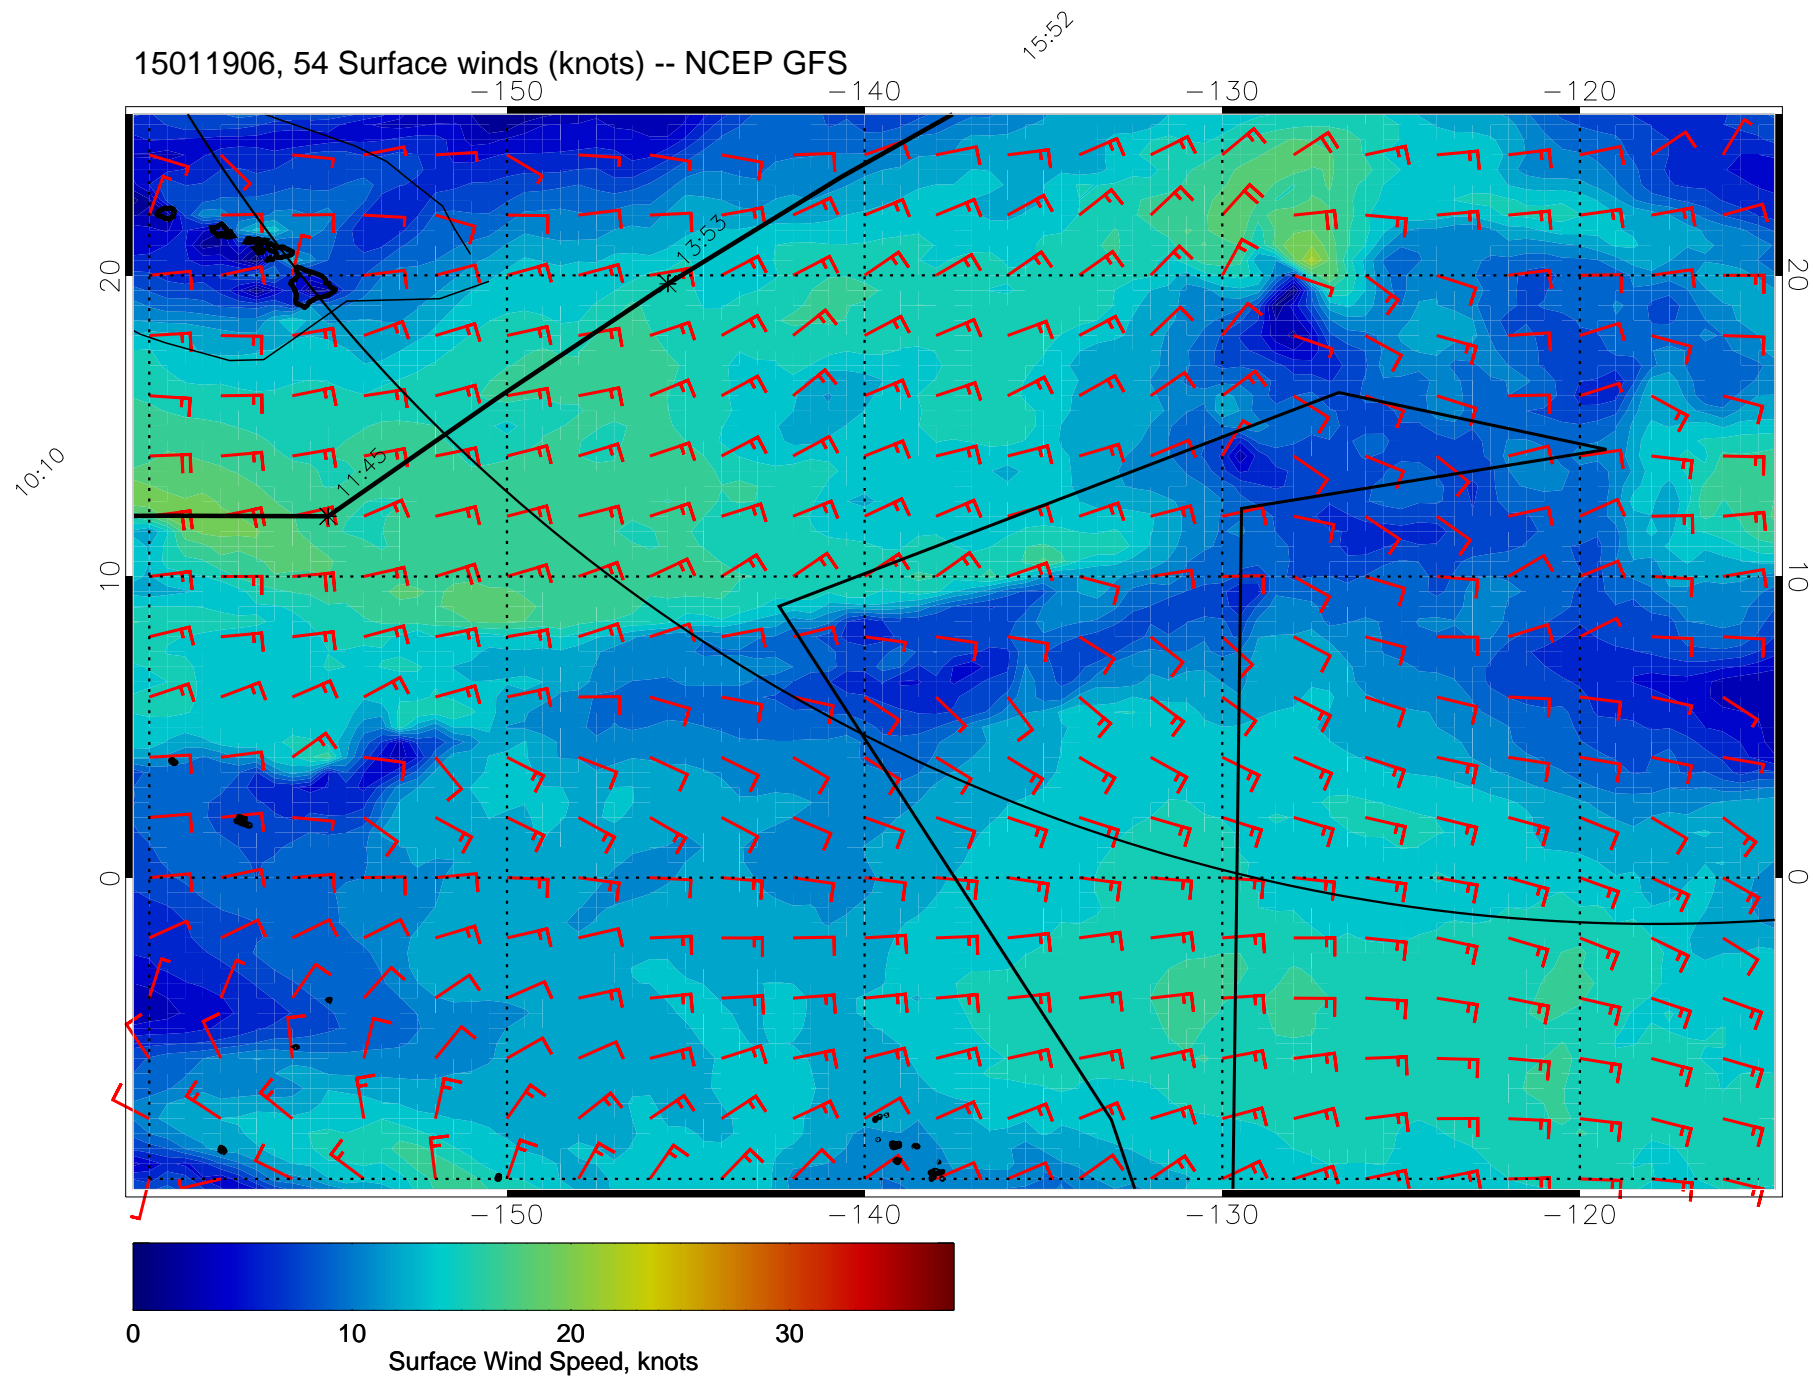 15:52
15011906, 54 Surface winds (knots) -- NCEP GFS
-150 -140 -130 -120
13:53
20 20
11:45
10:10
10 10
0 0
-150 -140 -130 -120
0 10 20 30
Surface Wind Speed, knots